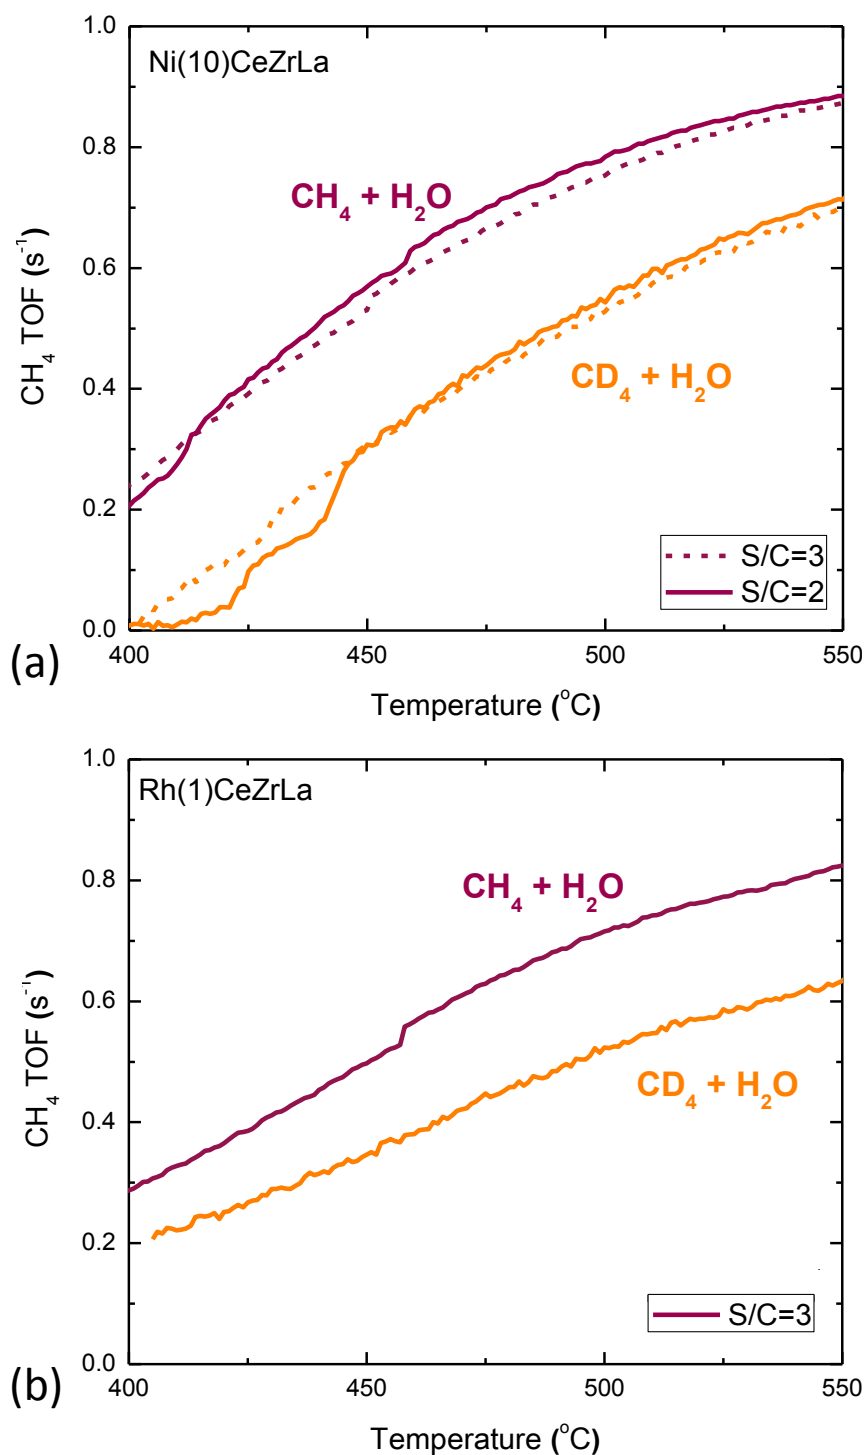 1.0
Ni(10)CeZrLa
0.8
CH₄ + H₂O
0.6
CH₄ TOF (s⁻¹)
0.4
CD₄ + H₂O
0.2
S/C=3
S/C=2
0.0
400 450 500 550
(a)
Temperature (°C)
1.0
Rh(1)CeZrLa
0.8
CH₄ + H₂O
0.6
CH₄ TOF (s⁻¹)
0.4
CD₄ + H₂O
0.2
S/C=3
0.0
400 450 500 550
(b)
Temperature (°C)